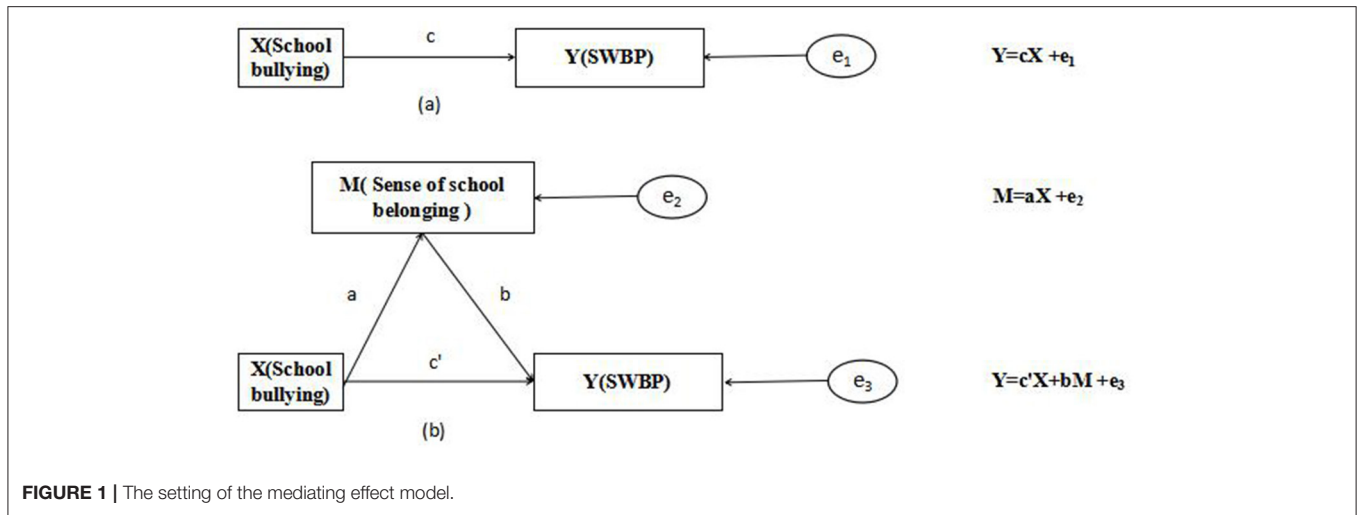 X(School
bullying)
c
Y(SWBP)
e₁
Y=cX +e₁
(a)
M( Sense of school
belonging )
e₂
M=aX +e₂
a
b
X(School
bullying)
c'
Y(SWBP)
e₃
Y=c'X+bM +e₃
(b)
FIGURE 1 | The setting of the mediating effect model.